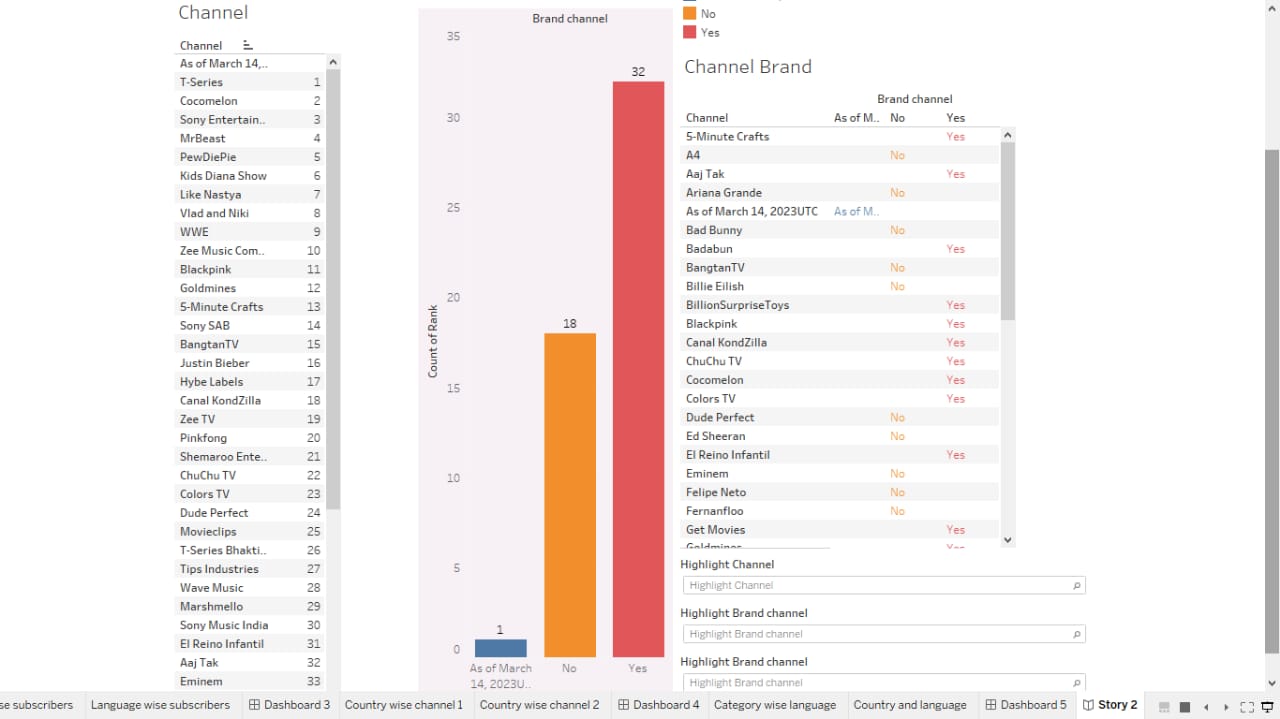 Channel
Channel
As of March 14,..
T-Series 1
Cocomelon 2
Sony Entertain.. 3
MrBeast 4
PewDiePie 5
Kids Diana Show 6
Like Nastya 7
Vlad and Niki 8
WWE 9
Zee Music Com.. 10
Blackpink 11
Goldmines 12
5-Minute Crafts 13
Sony SAB 14
BangtanTV 15
Justin Bieber 16
Hybe Labels 17
Canal KondZilla 18
Zee TV 19
Pinkfong 20
Shemaroo Ente.. 21
ChuChu TV 22
Colors TV 23
Dude Perfect 24
Movieclips 25
T-Series Bhakti.. 26
Tips Industries 27
Wave Music 28
Marshmello 29
Sony Music India 30
El Reino Infantil 31
Aaj Tak 32
Eminem 33
Brand channel
Count of Rank
35
30
25
20
15
10
5
0
1
18
32
As of March
14, 2023U..
No
Yes
No
Yes
Channel Brand
Brand channel
Channel As of M.. No Yes
5-Minute Crafts Yes
A4 No
Aaj Tak Yes
Ariana Grande No
As of March 14, 2023UTC As of M..
Bad Bunny No
Badabun Yes
BangtanTV No
Billie Eilish No
BillionSurpriseToys Yes
Blackpink Yes
Canal KondZilla Yes
ChuChu TV Yes
Cocomelon Yes
Colors TV Yes
Dude Perfect No
Ed Sheeran No
El Reino Infantil Yes
Eminem No
Felipe Neto No
Fernanfloo No
Get Movies Yes
Goldmines Yes
Highlight Channel
Highlight Channel
Highlight Brand channel
Highlight Brand channel
Highlight Brand channel
Highlight Brand channel
se subscribers Language wise subscribers Dashboard 3 Country wise channel 1 Country wise channel 2 Dashboard 4 Category wise language Country and language Dashboard 5 Story 2